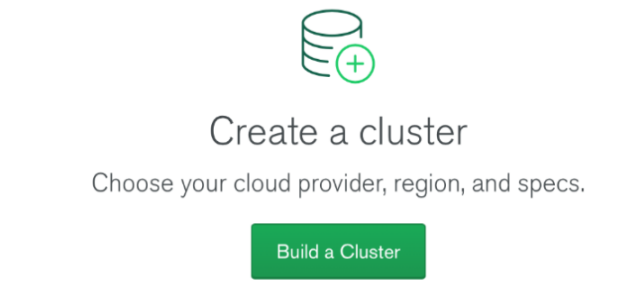 Create a cluster
Choose your cloud provider, region, and specs.
Build a Cluster